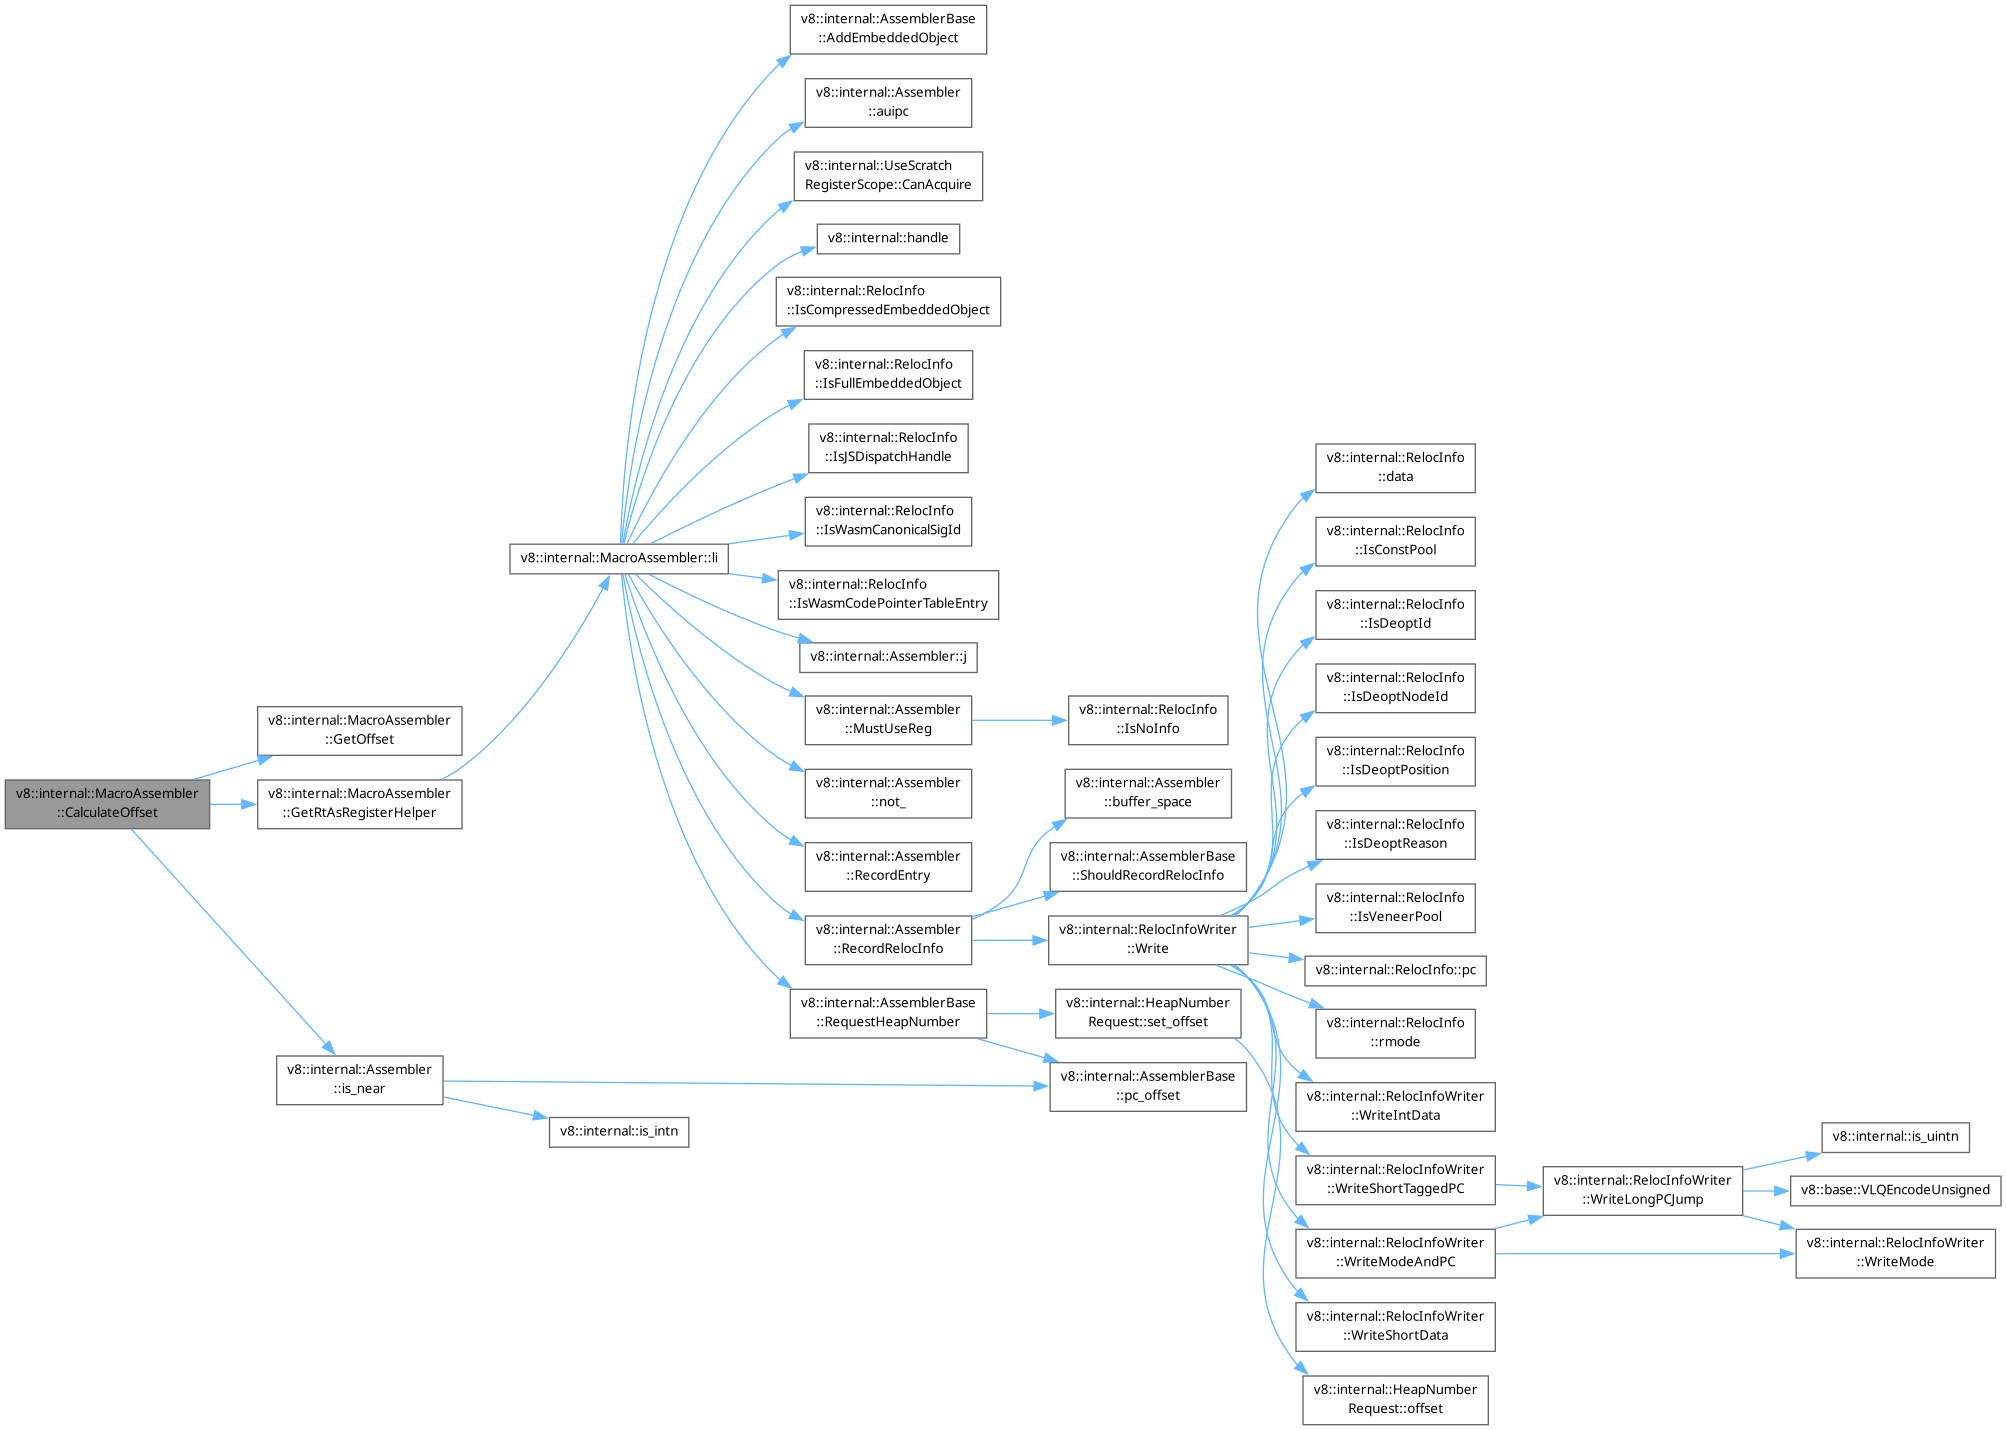 v8::internal::MacroAssembler
::CalculateOffset
v8::internal::MacroAssembler
::GetOffset
v8::internal::MacroAssembler
::GetRtAsRegisterHelper
v8::internal::Assembler
::is_near
v8::internal::MacroAssembler::li
v8::internal::is_intn
v8::internal::AssemblerBase
::AddEmbeddedObject
v8::internal::Assembler
::auipc
v8::internal::UseScratch
RegisterScope::CanAcquire
v8::internal::handle
v8::internal::RelocInfo
::IsCompressedEmbeddedObject
v8::internal::RelocInfo
::IsFullEmbeddedObject
v8::internal::RelocInfo
::IsJSDispatchHandle
v8::internal::RelocInfo
::IsWasmCanonicalSigId
v8::internal::RelocInfo
::IsWasmCodePointerTableEntry
v8::internal::Assembler::j
v8::internal::Assembler
::MustUseReg
v8::internal::Assembler
::not_
v8::internal::Assembler
::RecordEntry
v8::internal::Assembler
::RecordRelocInfo
v8::internal::AssemblerBase
::RequestHeapNumber
v8::internal::RelocInfo
::IsNoInfo
v8::internal::Assembler
::buffer_space
v8::internal::AssemblerBase
::ShouldRecordRelocInfo
v8::internal::RelocInfoWriter
::Write
v8::internal::HeapNumber
Request::set_offset
v8::internal::AssemblerBase
::pc_offset
v8::internal::RelocInfo
::data
v8::internal::RelocInfo
::IsConstPool
v8::internal::RelocInfo
::IsDeoptId
v8::internal::RelocInfo
::IsDeoptNodeId
v8::internal::RelocInfo
::IsDeoptPosition
v8::internal::RelocInfo
::IsDeoptReason
v8::internal::RelocInfo
::IsVeneerPool
v8::internal::RelocInfo::pc
v8::internal::RelocInfo
::rmode
v8::internal::RelocInfoWriter
::WriteIntData
v8::internal::RelocInfoWriter
::WriteShortTaggedPC
v8::internal::RelocInfoWriter
::WriteModeAndPC
v8::internal::RelocInfoWriter
::WriteShortData
v8::internal::HeapNumber
Request::offset
v8::internal::RelocInfoWriter
::WriteLongPCJump
v8::internal::is_uintn
v8::base::VLQEncodeUnsigned
v8::internal::RelocInfoWriter
::WriteMode